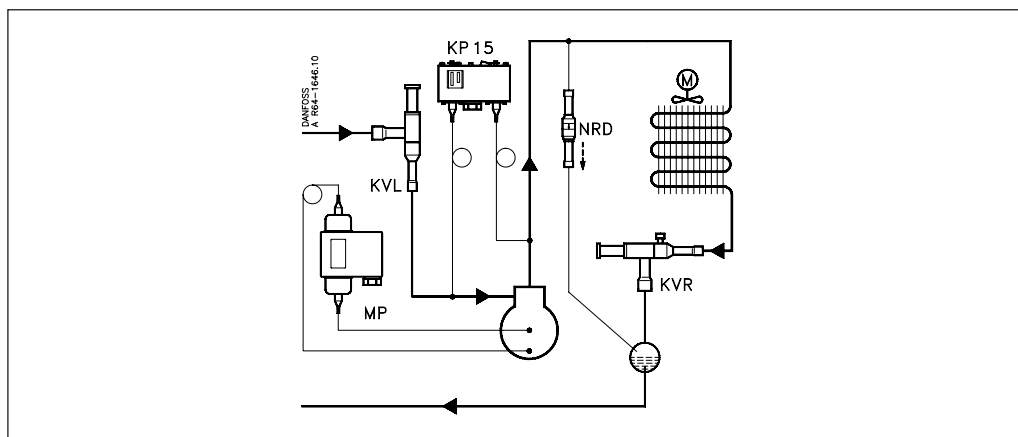 KP 15
DANFOSS
A R64-1646.10
M
NRD
KVL
KVR
MP